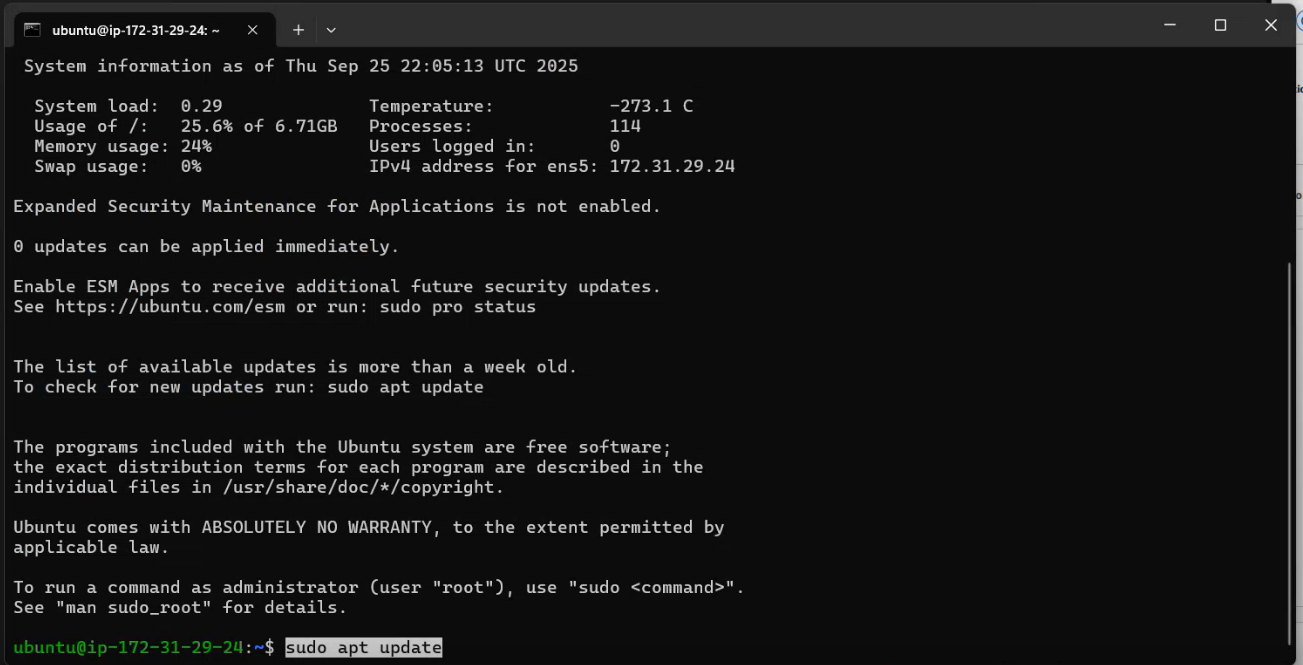 ubuntu@ip-172-31-29-24: ~
System information as of Thu Sep 25 22:05:13 UTC 2025
System load: 0.29 Temperature: -273.1 C
Usage of /: 25.6% of 6.71GB Processes: 114
Memory usage: 24% Users logged in: 0
Swap usage: 0% IPv4 address for ens5: 172.31.29.24
Expanded Security Maintenance for Applications is not enabled.
0 updates can be applied immediately.
Enable ESM Apps to receive additional future security updates.
See https://ubuntu.com/esm or run: sudo pro status
The list of available updates is more than a week old.
To check for new updates run: sudo apt update
The programs included with the Ubuntu system are free software;
the exact distribution terms for each program are described in the
individual files in /usr/share/doc/*/copyright.
Ubuntu comes with ABSOLUTELY NO WARRANTY, to the extent permitted by
applicable law.
To run a command as administrator (user "root"), use "sudo <command>".
See "man sudo_root" for details.
ubuntu@ip-172-31-29-24:~$ sudo apt update